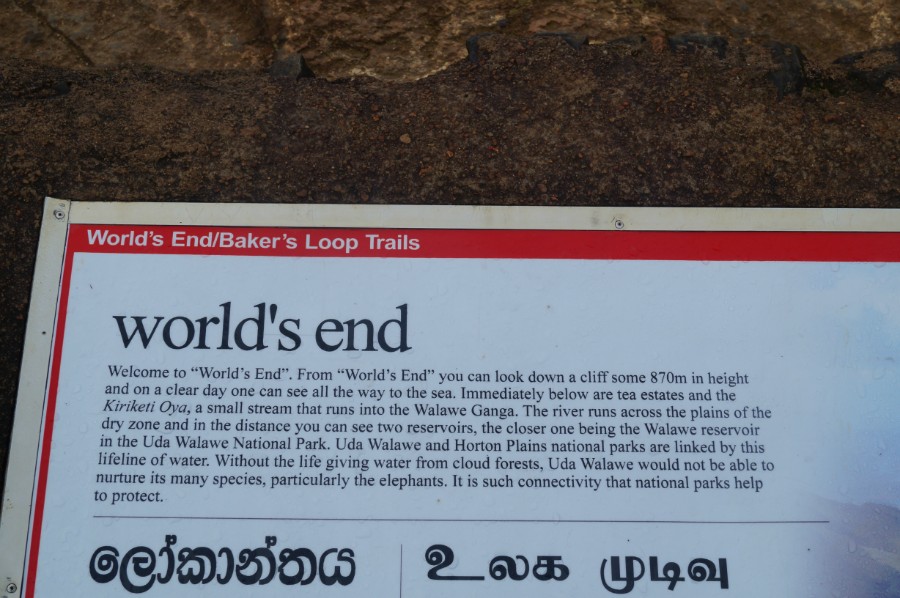 World's End/Baker's Loop Trails
world's end
Welcome to “World's End”. From “World's End” you can look down a cliff some 870m in height
and on a clear day one can see all the way to the sea. Immediately below are tea estates and the
Kiriketi Oya, a small stream that runs into the Walawe Ganga. The river runs across the plains of the
dry zone and in the distance you can see two reservoirs, the closer one being the Walawe reservoir
in the Uda Walawe National Park. Uda Walawe and Horton Plains national parks are linked by this
lifeline of water. Without the life giving water from cloud forests, Uda Walawe would not be able to
nurture its many species, particularly the elephants. It is such connectivity that national parks help
to protect.
ලෝකාන්තය
உலக முடிவு